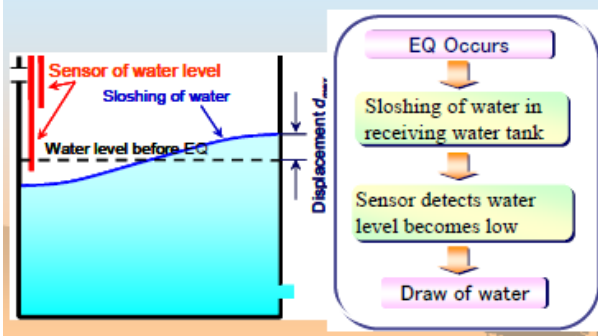 Sensor of water level
Sloshing of water
Water level before EQ
Displacement d
EQ Occurs
Sloshing of water in
receiving water tank
Sensor detects water
level becomes low
Draw of water